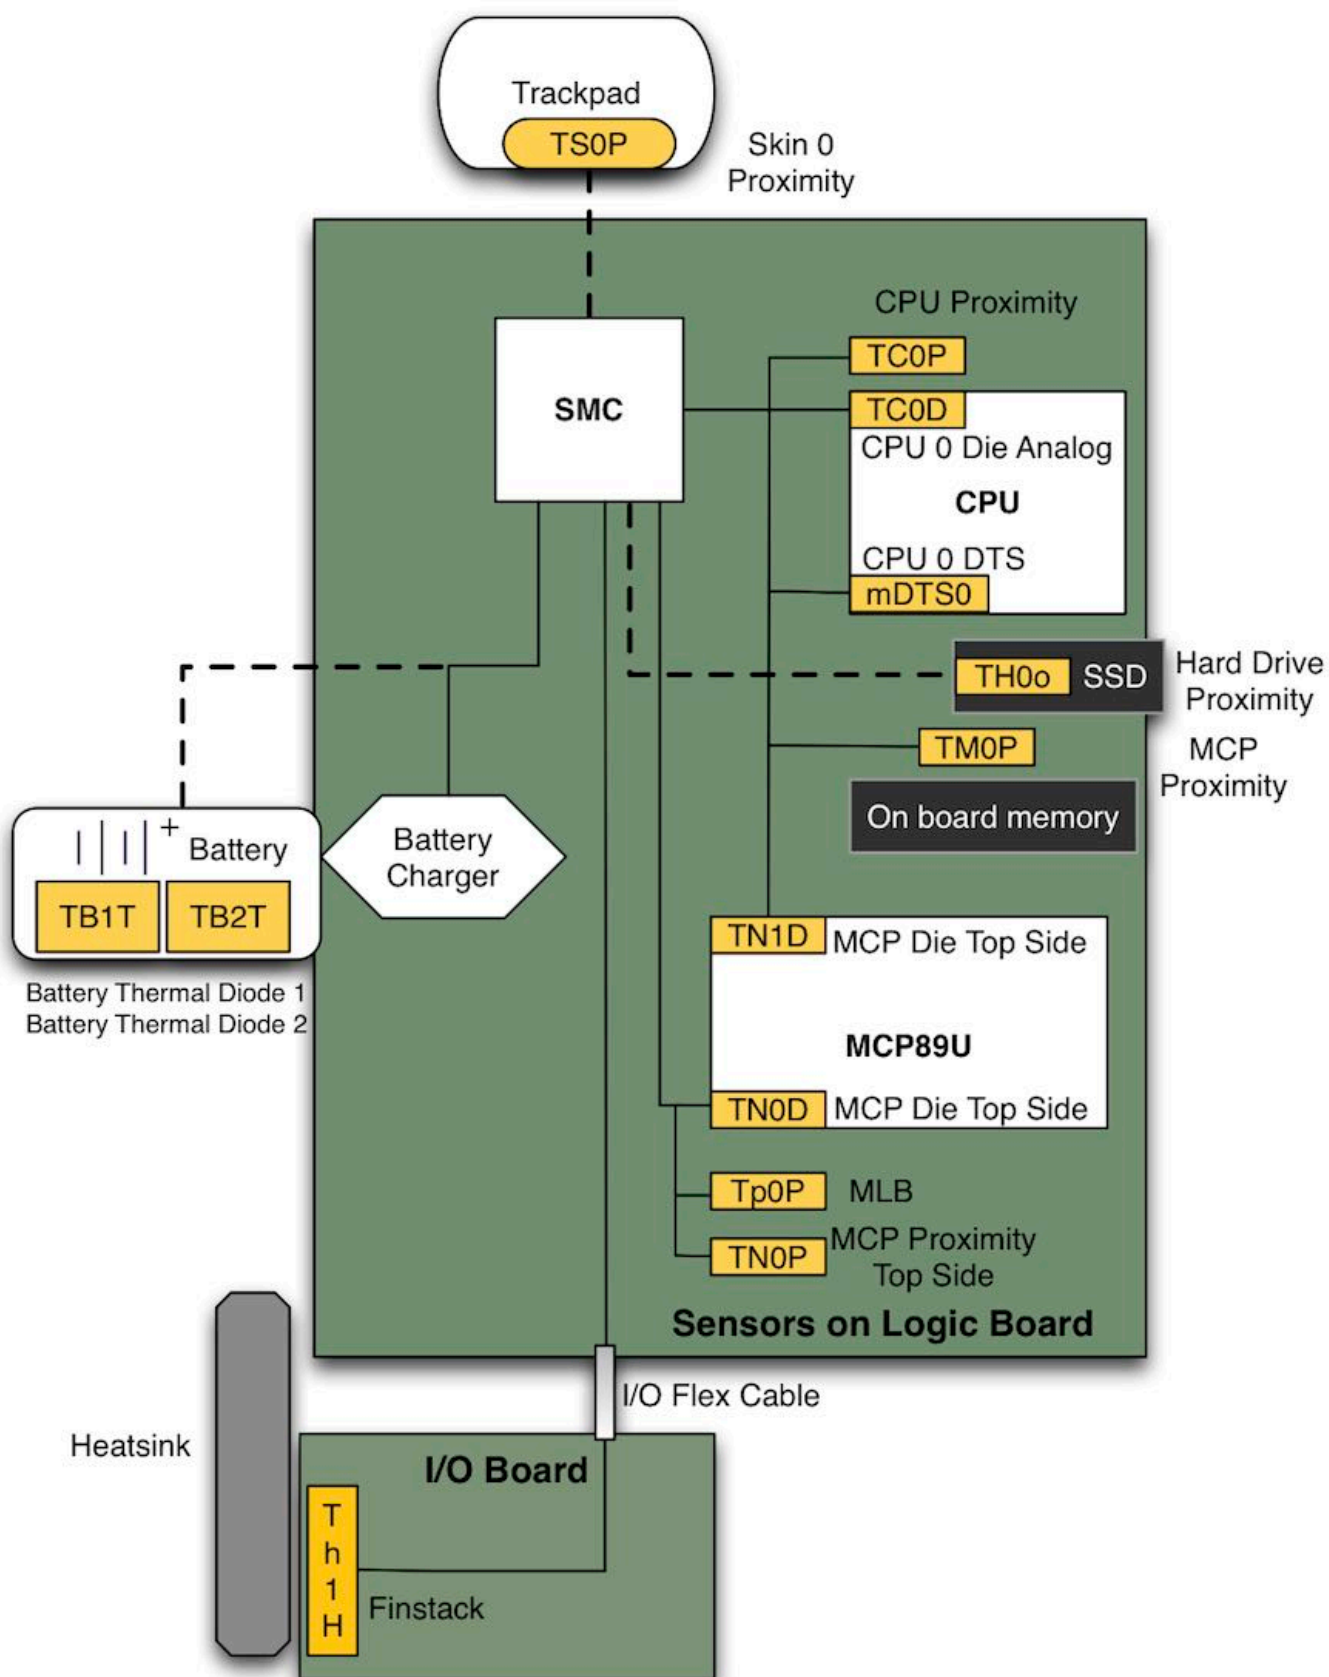 Trackpad
TS0P
Skin 0
Proximity
CPU Proximity
TC0P
SMC
TC0D
CPU 0 Die Analog
CPU
CPU 0 DTS
mDTS0
TH0o
SSD
Hard Drive
Proximity
TM0P
MCP
Proximity
On board memory
+
Battery
TB1T
TB2T
Battery
Charger
Battery Thermal Diode 1
Battery Thermal Diode 2
TN1D
MCP Die Top Side
MCP89U
TN0D
MCP Die Top Side
Tp0P
MLB
TN0P
MCP Proximity
Top Side
Sensors on Logic Board
I/O Flex Cable
Heatsink
I/O Board
T
h
1
H
Finstack